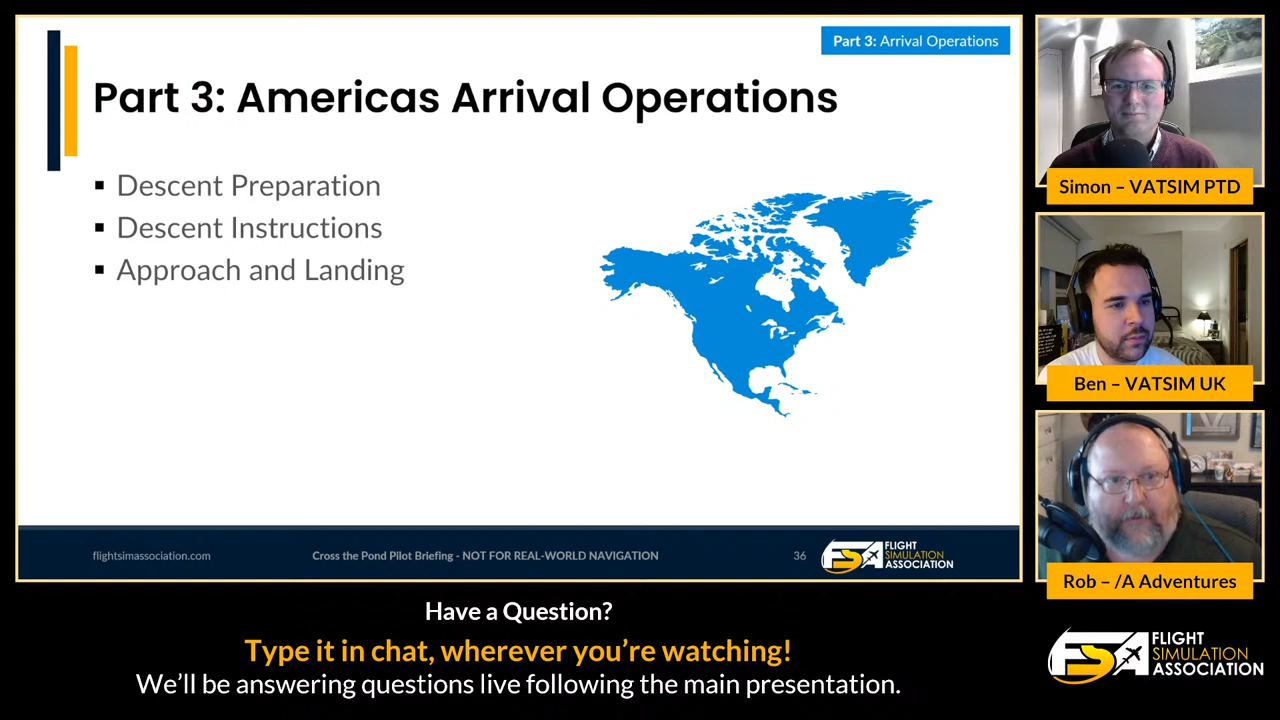 Part 3: Arrival Operations
Part 3: Americas Arrival Operations
▪ Descent Preparation
▪ Descent Instructions
▪ Approach and Landing
flightsimassociation.com
Cross the Pond Pilot Briefing - NOT FOR REAL-WORLD NAVIGATION
36
FSA FLIGHT
SIMULATION
ASSOCIATION
Simon – VATSIM PTD
Ben – VATSIM UK
Rob – /A Adventures
Have a Question?
Type it in chat, wherever you’re watching!
We’ll be answering questions live following the main presentation.
FSA FLIGHT
SIMULATION
ASSOCIATION